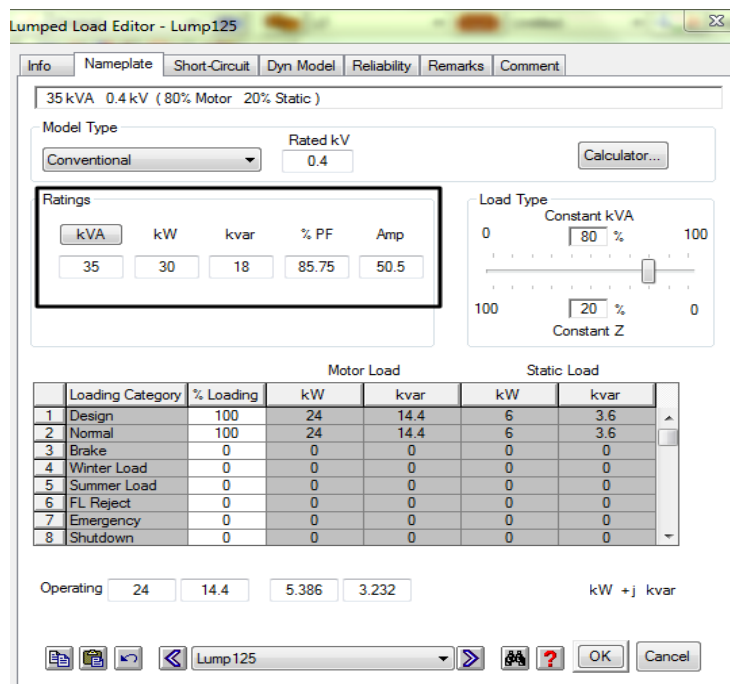 Lumped Load Editor - Lump125
Info Nameplate Short-Circuit Dyn Model Reliability Remarks Comment
35 kVA 0.4 kV ( 80% Motor 20% Static )
Model Type
Rated kV
Conventional 0.4 Calculator...
Ratings
kVA kW kvar % PF Amp
35 30 18 85.75 50.5
Load Type
Constant kVA
0 80 % 100
100 20 % 0
Constant Z
Motor Load Static Load
Loading Category % Loading kW kvar kW kvar
1 Design 100 24 14.4 6 3.6
2 Normal 100 24 14.4 6 3.6
3 Brake 0 0 0 0 0
4 Winter Load 0 0 0 0 0
5 Summer Load 0 0 0 0 0
6 FL Reject 0 0 0 0 0
7 Emergency 0 0 0 0 0
8 Shutdown 0 0 0 0 0
Operating 24 14.4 5.386 3.232 kW +j kvar
Lump125 ? OK Cancel